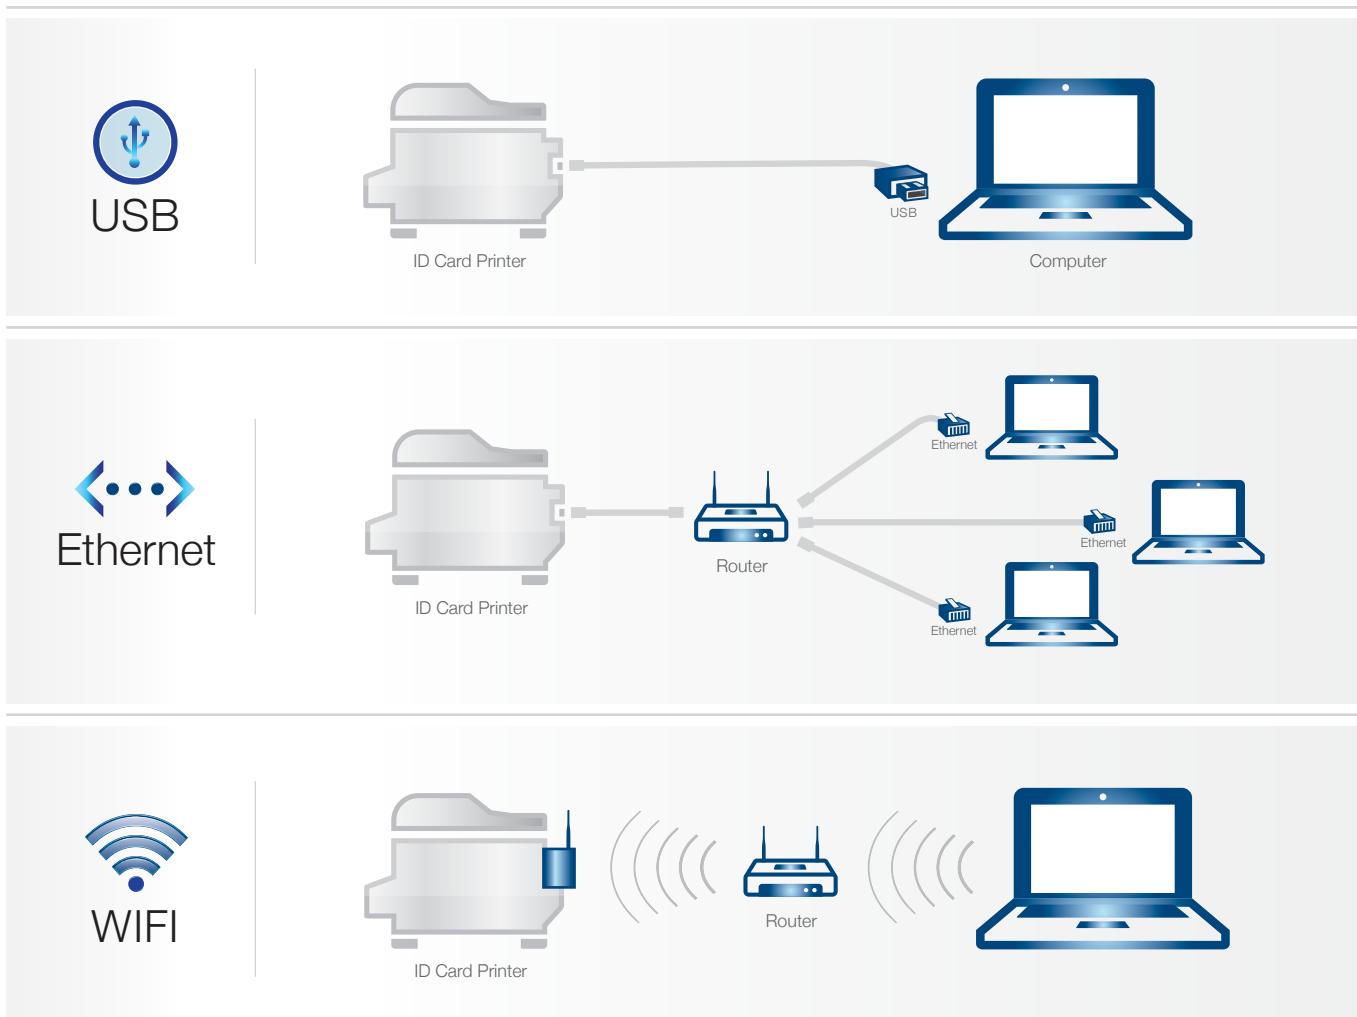 USB
ID Card Printer
USB
Computer
Ethernet
ID Card Printer
Router
Ethernet
Ethernet
Ethernet
WIFI
ID Card Printer
Router